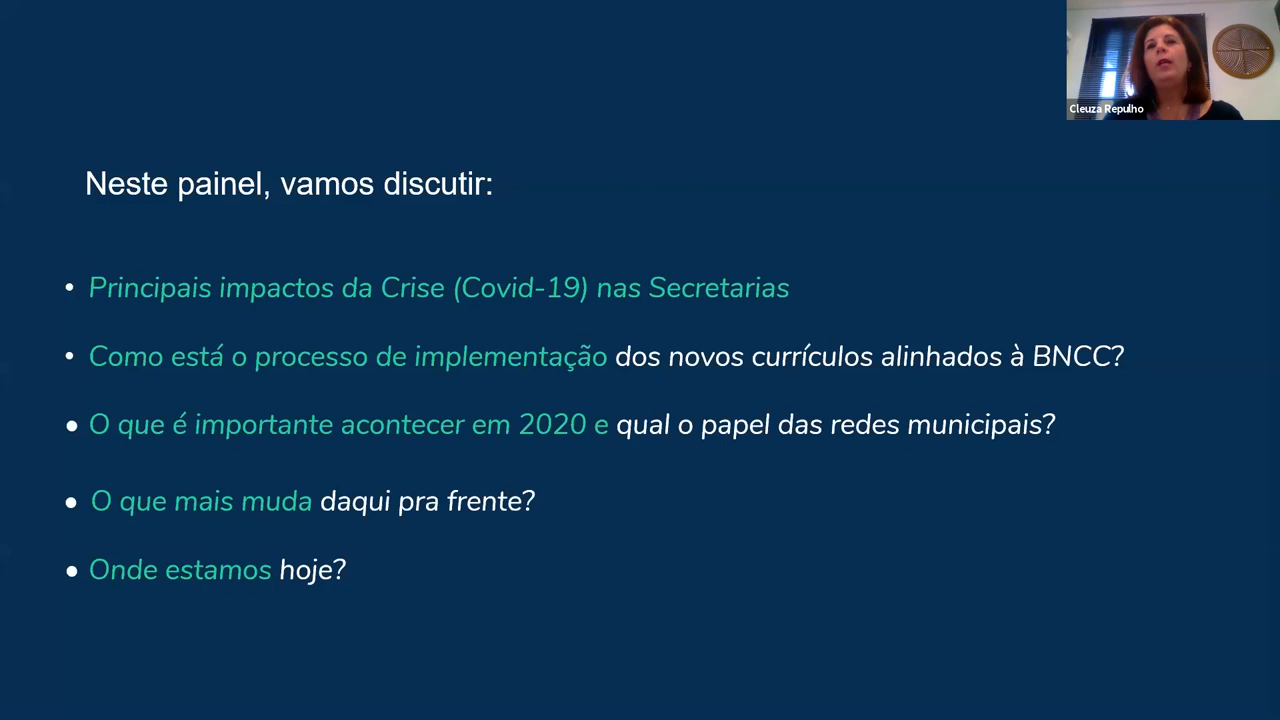 Cleuza Repulho
Neste painel, vamos discutir:
• Principais impactos da Crise (Covid-19) nas Secretarias
• Como está o processo de implementação dos novos currículos alinhados à BNCC?
• O que é importante acontecer em 2020 e qual o papel das redes municipais?
• O que mais muda daqui pra frente?
• Onde estamos hoje?